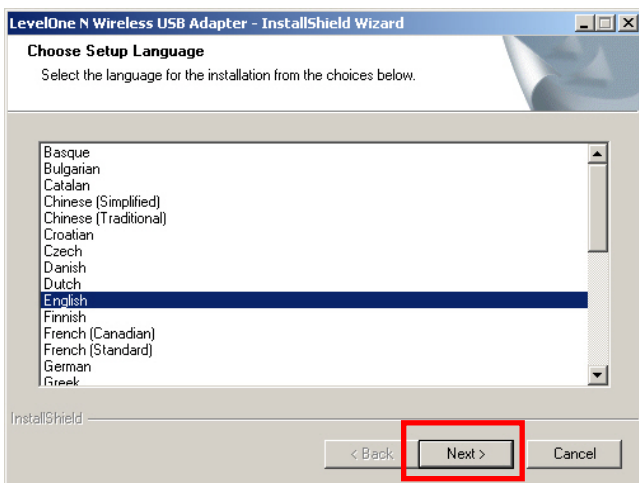 LevelOne N Wireless USB Adapter - InstallShield Wizard
Choose Setup Language
Select the language for the installation from the choices below.
Basque
Bulgarian
Catalan
Chinese (Simplified)
Chinese (Traditional)
Croatian
Czech
Danish
Dutch
English
Finnish
French (Canadian)
French (Standard)
German
Greek
InstallShield
< Back Next > Cancel